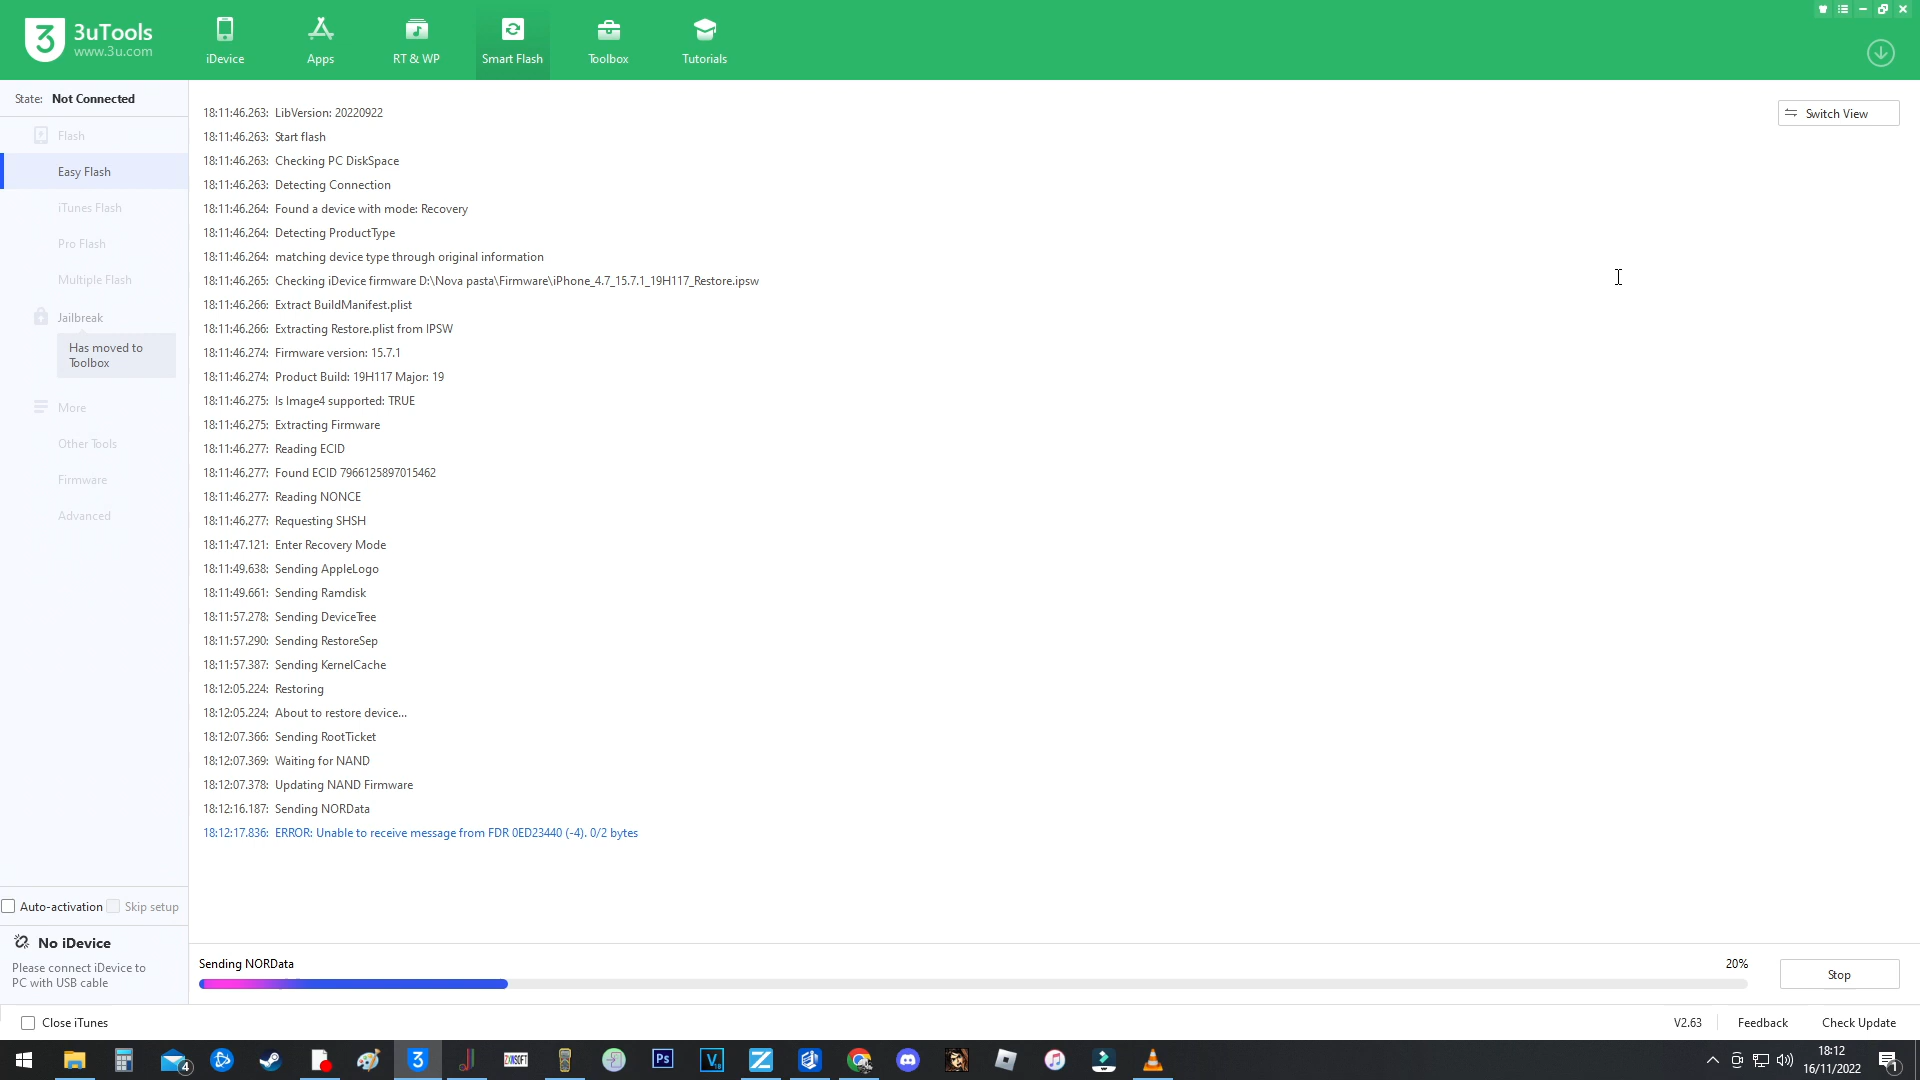 3uTools
www.3u.com
iDevice
Apps
RT & WP
Smart Flash
Toolbox
Tutorials
State: Not Connected
Flash
Easy Flash
iTunes Flash
Pro Flash
Multiple Flash
Jailbreak
Has moved to
Toolbox
More
Other Tools
Firmware
Advanced
Auto-activation
Skip setup
No iDevice
Please connect iDevice to
PC with USB cable
Switch View
18:11:46.263: LibVersion: 20220922
18:11:46.263: Start flash
18:11:46.263: Checking PC DiskSpace
18:11:46.263: Detecting Connection
18:11:46.264: Found a device with mode: Recovery
18:11:46.264: Detecting ProductType
18:11:46.264: matching device type through original information
18:11:46.265: Checking iDevice firmware D:\Nova pasta\Firmware\iPhone_4.7_15.7.1_19H117_Restore.ipsw
18:11:46.266: Extract BuildManifest.plist
18:11:46.266: Extracting Restore.plist from IPSW
18:11:46.274: Firmware version: 15.7.1
18:11:46.274: Product Build: 19H117 Major: 19
18:11:46.275: Is Image4 supported: TRUE
18:11:46.275: Extracting Firmware
18:11:46.277: Reading ECID
18:11:46.277: Found ECID 7966125897015462
18:11:46.277: Reading NONCE
18:11:46.277: Requesting SHSH
18:11:47.121: Enter Recovery Mode
18:11:49.638: Sending AppleLogo
18:11:49.661: Sending Ramdisk
18:11:57.278: Sending DeviceTree
18:11:57.290: Sending RestoreSep
18:11:57.387: Sending KernelCache
18:12:05.224: Restoring
18:12:05.224: About to restore device...
18:12:07.366: Sending RootTicket
18:12:07.369: Waiting for NAND
18:12:07.378: Updating NAND Firmware
18:12:16.187: Sending NORData
18:12:17.836: ERROR: Unable to receive message from FDR 0ED23440 (-4). 0/2 bytes
Sending NORData
20%
Stop
Close iTunes
V2.63
Feedback
Check Update
4
3
ZXWSOFT
Ps
18:12
16/11/2022
1